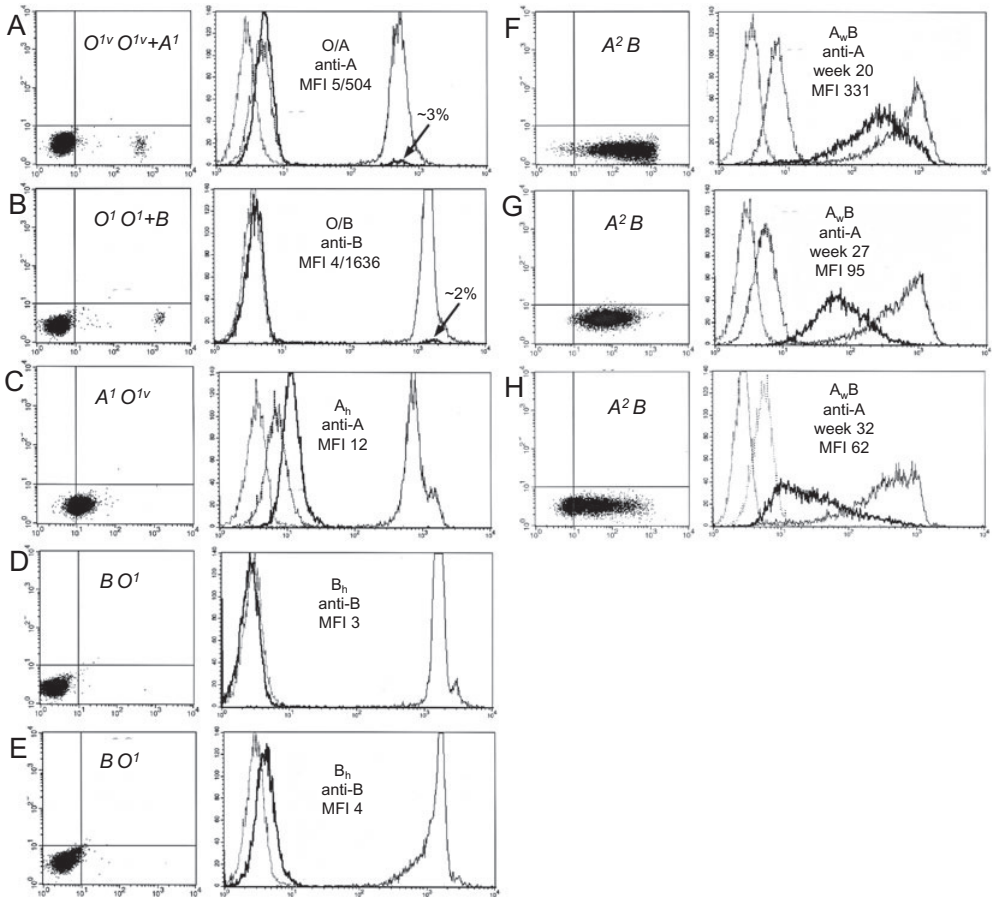 A
O1v O1v+A1
O/A
anti-A
MFI 5/504
~3%
B
O1 O1+B
O/B
anti-B
MFI 4/1636
~2%
C
A1 O1v
Ah
anti-A
MFI 12
D
B O1
Bh
anti-B
MFI 3
E
B O1
Bh
anti-B
MFI 4
F
A2 B
AwB
anti-A
week 20
MFI 331
G
A2 B
AwB
anti-A
week 27
MFI 95
H
A2 B
AwB
anti-A
week 32
MFI 62